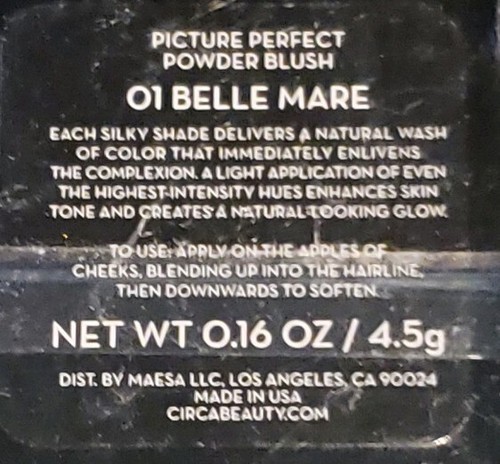 PICTURE PERFECT
POWDER BLUSH
01 BELLE MARE
EACH SILKY SHADE DELIVERS A NATURAL WASH
OF COLOR THAT IMMEDIATELY ENLIVENS
THE COMPLEXION. A LIGHT APPLICATION OF EVEN
THE HIGHEST-INTENSITY HUES ENHANCES SKIN
TONE AND CREATES A NATURAL LOOKING GLOW.
TO USE: APPLY ON THE APPLES OF
CHEEKS, BLENDING UP INTO THE HAIRLINE,
THEN DOWNWARDS TO SOFTEN.
NET WT 0.16 OZ / 4.5g
DIST. BY MAESA LLC, LOS ANGELES, CA 90024
MADE IN USA
CIRCABEAUTY.COM